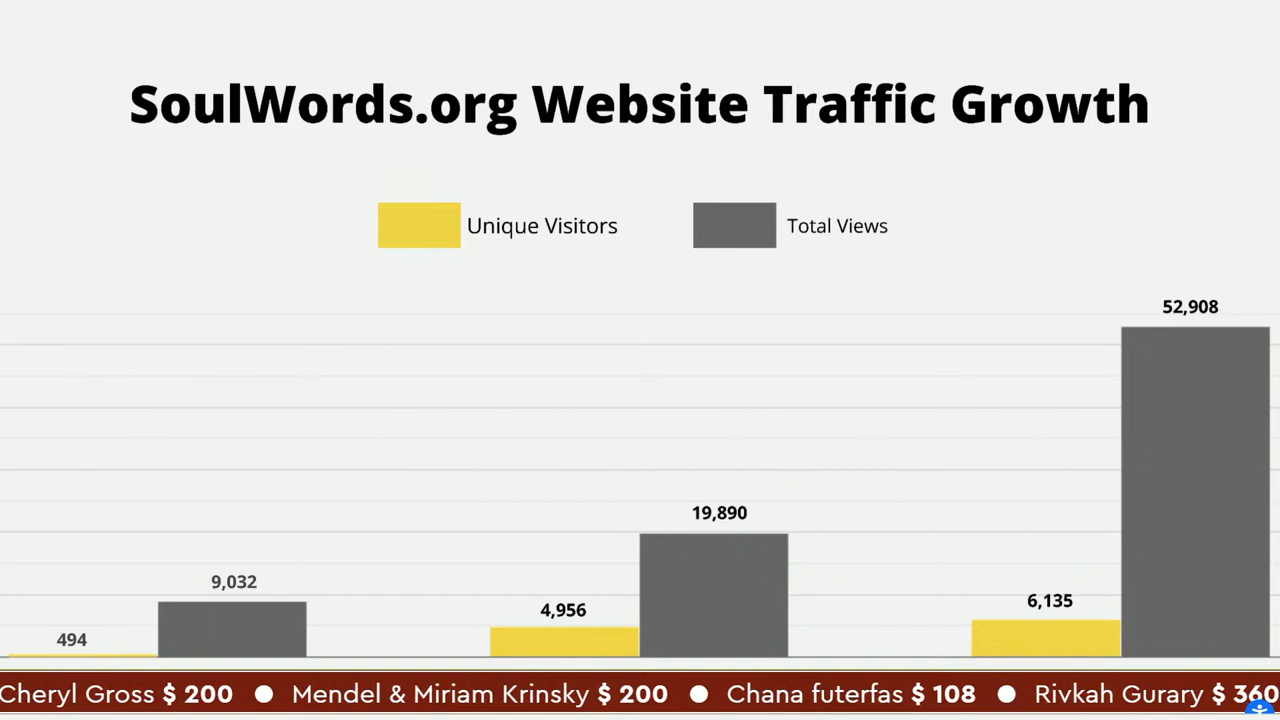 SoulWords.org Website Traffic Growth
Unique Visitors Total Views
52,908
19,890
9,032
6,135
4,956
494
Cheryl Gross $ 200 ● Mendel & Miriam Krinsky $ 200 ● Chana futerfas $ 108 ● Rivkah Gurary $ 360